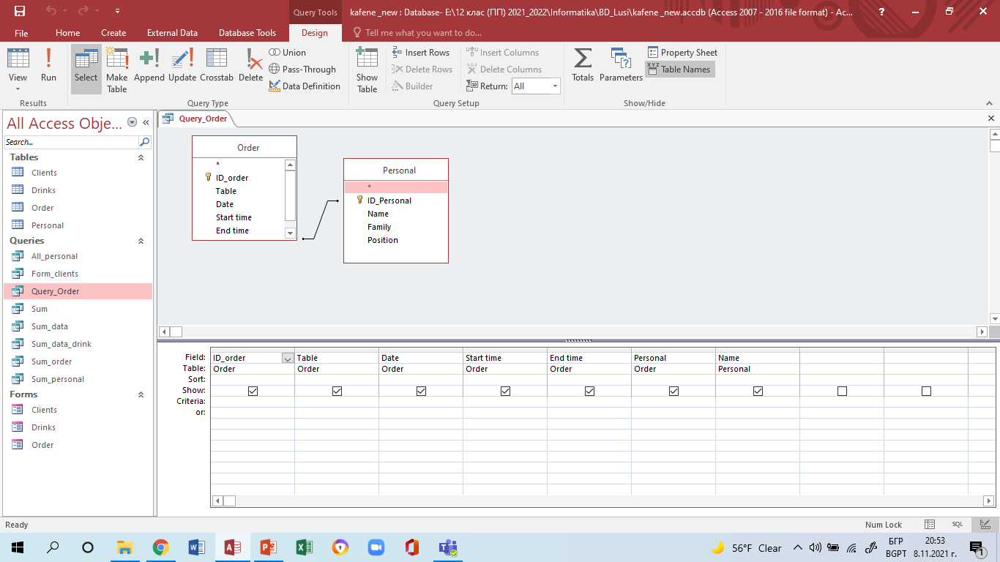 Query Tools
kafene _new : Database- E:\12 клас (ПП) 2021_2022\Informatika\BD_Lusi\kafene _new.accdb (Access 2007 - 2016 file format) - Ac...
?
File Home Create External Data Database Tools Design Tell me what you want to do...
View
Run
Results
Select
Make Table
Append
Update
Crosstab
Delete
Union
Pass-Through
Data Definition
Query Type
Show Table
Insert Rows
Delete Rows
Builder
Insert Columns
Delete Columns
Return: All
Query Setup
Totals
Parameters
Property Sheet
Table Names
Show/Hide
All Access Obje...
Search...
Tables
Clients
Drinks
Order
Personal
Queries
All_personal
Form_clients
Query_Order
Sum
Sum_data
Sum_data_drink
Sum_order
Sum_personal
Forms
Clients
Drinks
Order
Query_Order
Order
*
ID_order
Table
Date
Start time
End time
Personal
*
ID_Personal
Name
Family
Position
Field: ID_order Table Date Start time End time Personal Name
Table: Order Order Order Order Order Order Personal
Sort:
Show:
Criteria:
or:
Ready
Num Lock
SQL
56°F Clear
БГР
BGPT
20:53
8.11.2021 г.
1